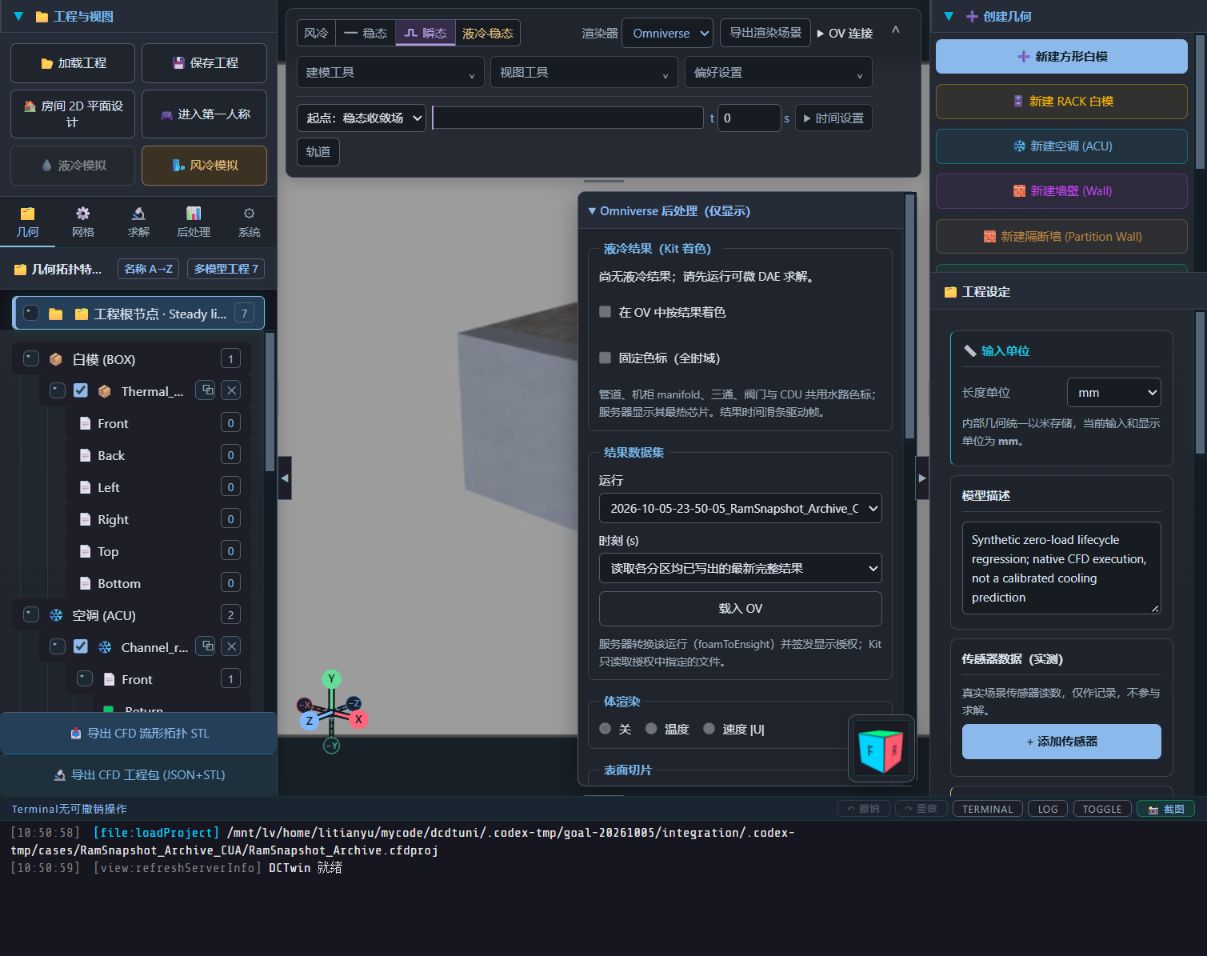 工程与视图
加载工程
保存工程
房间 2D 平面设
计
进入第一人称
液冷模拟
风冷模拟
几何
网格
求解
后处理
系统
几何拓扑特...
名称 A→Z
多模型工程 7
工程根节点 · Steady li...
7
白模 (BOX)
1
Thermal_...
Front
0
Back
0
Left
0
Right
0
Top
0
Bottom
0
空调 (ACU)
2
Channel_r...
Front
1
Return
导出 CFD 流形拓扑 STL
导出 CFD 工程包 (JSON+STL)
风冷
稳态
瞬态
液冷·稳态
渲染器
Omniverse
导出渲染场景
OV 连接
建模工具
视图工具
偏好设置
起点：稳态收敛场
t
0
s
时间设置
轨道
Omniverse 后处理（仅显示）
液冷结果（Kit 着色）
尚无液冷结果；请先运行可微 DAE 求解。
在 OV 中按结果着色
固定色标（全时域）
管道、机柜 manifold、三通、阀门与 CDU 共用水路色标；
服务器显示其最热芯片。结果时间滑条驱动帧。
结果数据集
运行
2026-10-05-23-50-05_RamSnapshot_Archive_C
时刻 (s)
读取各分区均已写出的最新完整结果
载入 OV
服务器转换该运行（foamToEnsight）并签发显示授权；Kit
只读取授权中指定的文件。
体渲染
关
温度
速度 |U|
表面切片
Y
-X
-Z
Z
X
-Y
F
R
创建几何
新建方形白模
新建 RACK 白模
新建空调 (ACU)
新建墙壁 (Wall)
新建隔断墙 (Partition Wall)
工程设定
输入单位
长度单位
mm
内部几何统一以米存储，当前输入和显示
单位为 mm。
模型描述
Synthetic zero-load lifecycle
regression; native CFD execution,
not a calibrated cooling
prediction
传感器数据（实测）
真实场景传感器读数，仅作记录，不参与
求解。
+ 添加传感器
Terminal无可撤销操作
撤销
重做
TERMINAL
LOG
TOGGLE
截图
[10:50:58] [file:loadProject] /mnt/lv/home/litianyu/mycode/dcdtuni/.codex-tmp/goal-20261005/integration/.codex-
tmp/cases/RamSnapshot_Archive_CUA/RamSnapshot_Archive.cfdproj
[10:50:59] [view:refreshServerInfo] DCTwin 就绪